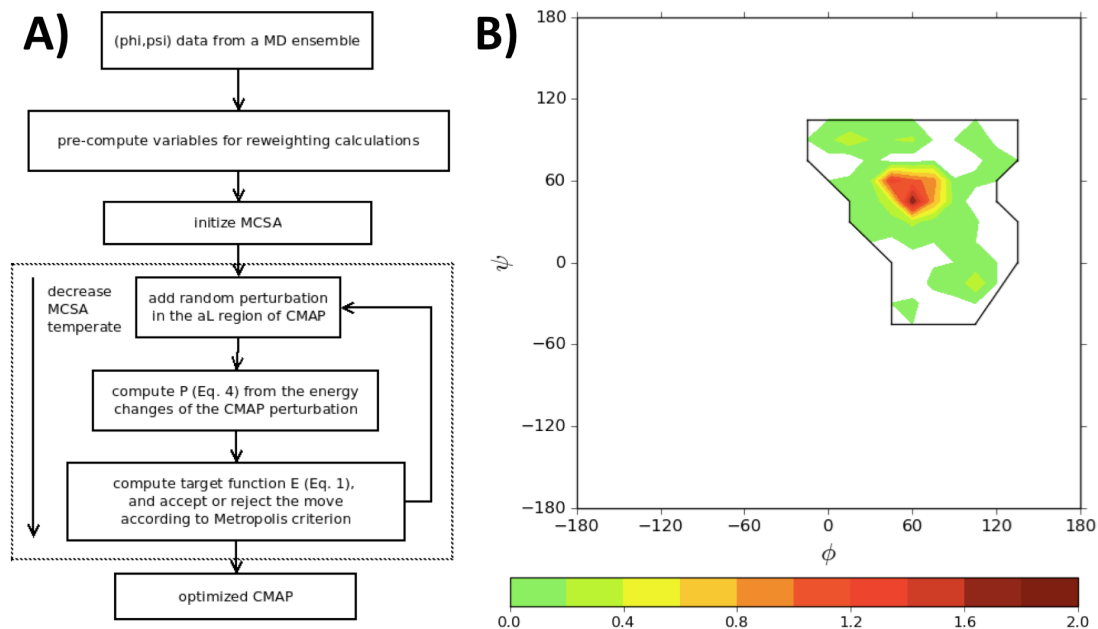 A)
(phi,psi) data from a MD ensemble
pre-compute variables for reweighting calculations
initize MCSA
decrease
MCSA
temperate
add random perturbation
in the aL region of CMAP
compute P (Eq. 4) from the energy
changes of the CMAP perturbation
compute target function E (Eq. 1),
and accept or reject the move
according to Metropolis criterion
optimized CMAP
B)
180
120
60
0
−60
−120
−180
ψ
−180
−120
−60
0
60
120
180
ϕ
0.0
0.4
0.8
1.2
1.6
2.0